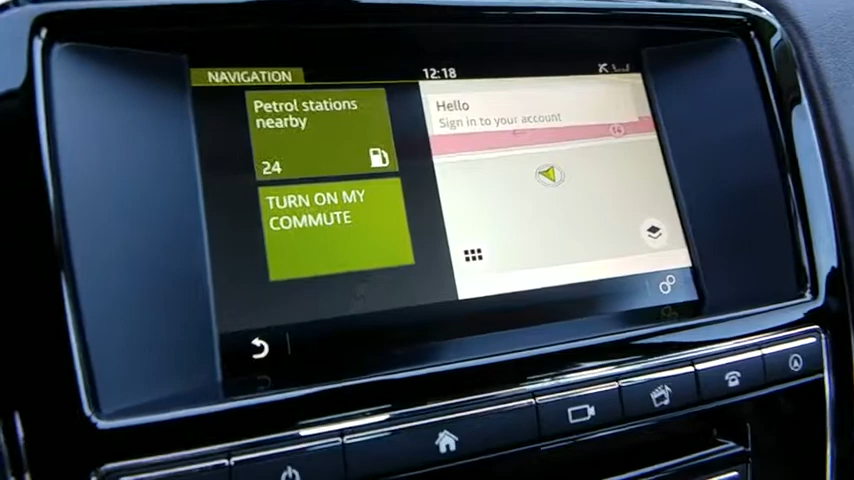 NAVIGATION
12:18
Petrol stations
nearby
24
TURN ON MY
COMMUTE
Hello
Sign in to your account
14